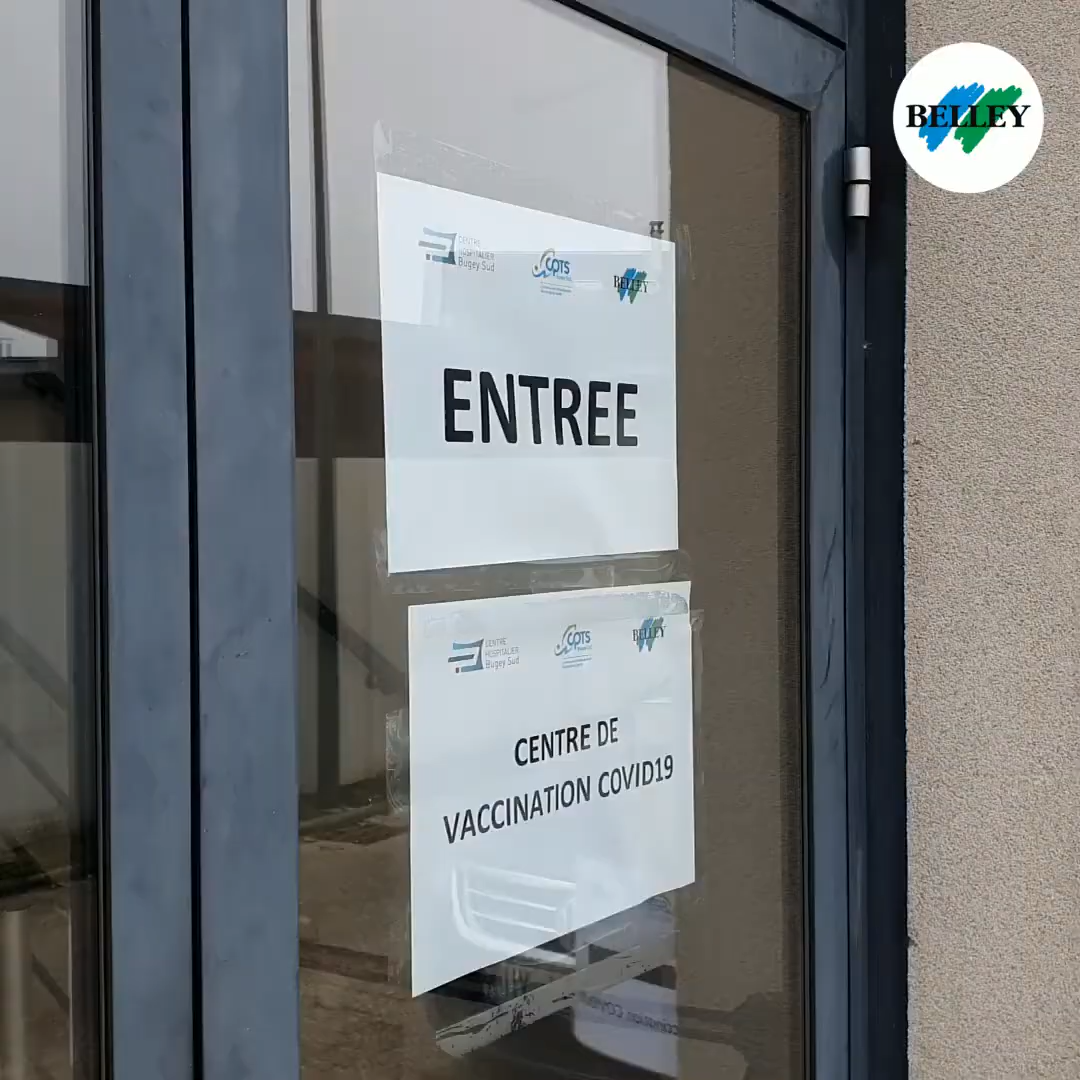 BELLEY
CENTRE
HOSPITALIER
Bugey Sud
CPTS
BELLEY
ENTREE
CENTRE
HOSPITALIER
Bugey Sud
CPTS
BELLEY
CENTRE DE
VACCINATION COVID19